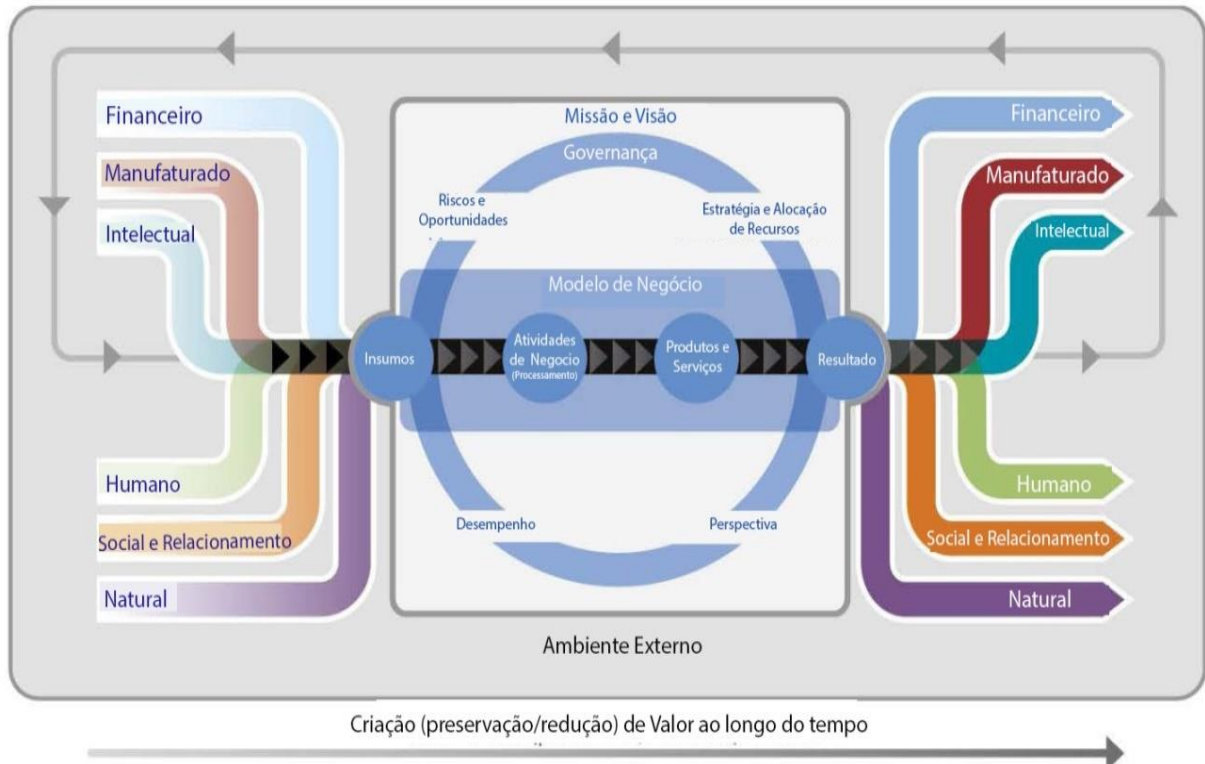 Financeiro
Manufaturado
Intelectual
Humano
Social e Relacionamento
Natural
Missão e Visão
Governança
Riscos e
Oportunidades
Estratégia e Alocação
de Recursos
Modelo de Negócio
Insumos
Atividades
de Negocio
(Processamento)
Produtos e
Serviços
Resultado
Desempenho
Perspectiva
Financeiro
Manufaturado
Intelectual
Humano
Social e Relacionamento
Natural
Ambiente Externo
Criação (preservação/redução) de Valor ao longo do tempo